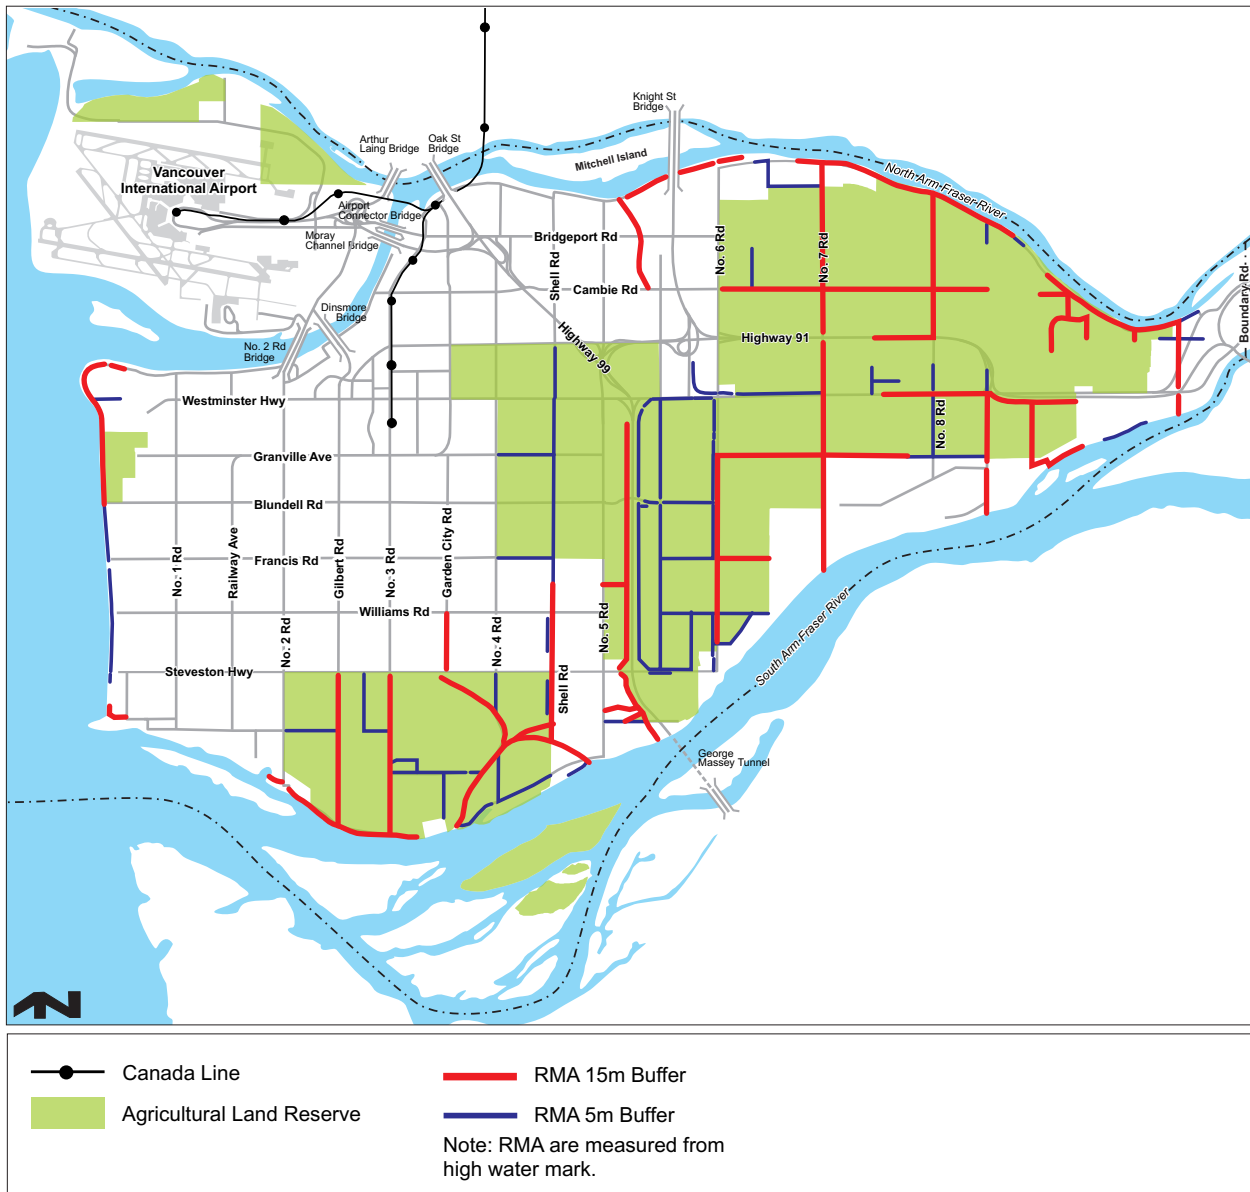 Knight St
Bridge
Arthur
Laing Bridge
Oak St
Bridge
Mitchell Island
Vancouver
International Airport
North Arm Fraser River
Airport
Connector Bridge
Moray
Channel Bridge
Bridgeport Rd
Shell Rd
No. 6 Rd
No. 7 Rd
Boundary Rd
Cambie Rd
Dinsmore
Bridge
No. 2 Rd
Bridge
Highway 99
Highway 91
Westminster Hwy
No. 8 Rd
Granville Ave
Blundell Rd
Francis Rd
No. 1 Rd
Railway Ave
Gilbert Rd
No. 3 Rd
Garden City Rd
Williams Rd
No. 2 Rd
No. 4 Rd
No. 5 Rd
South Arm Fraser River
Steveston Hwy
Shell Rd
George
Massey Tunnel
N
Canada Line
Agricultural Land Reserve
RMA 15m Buffer
RMA 5m Buffer
Note: RMA are measured from
high water mark.